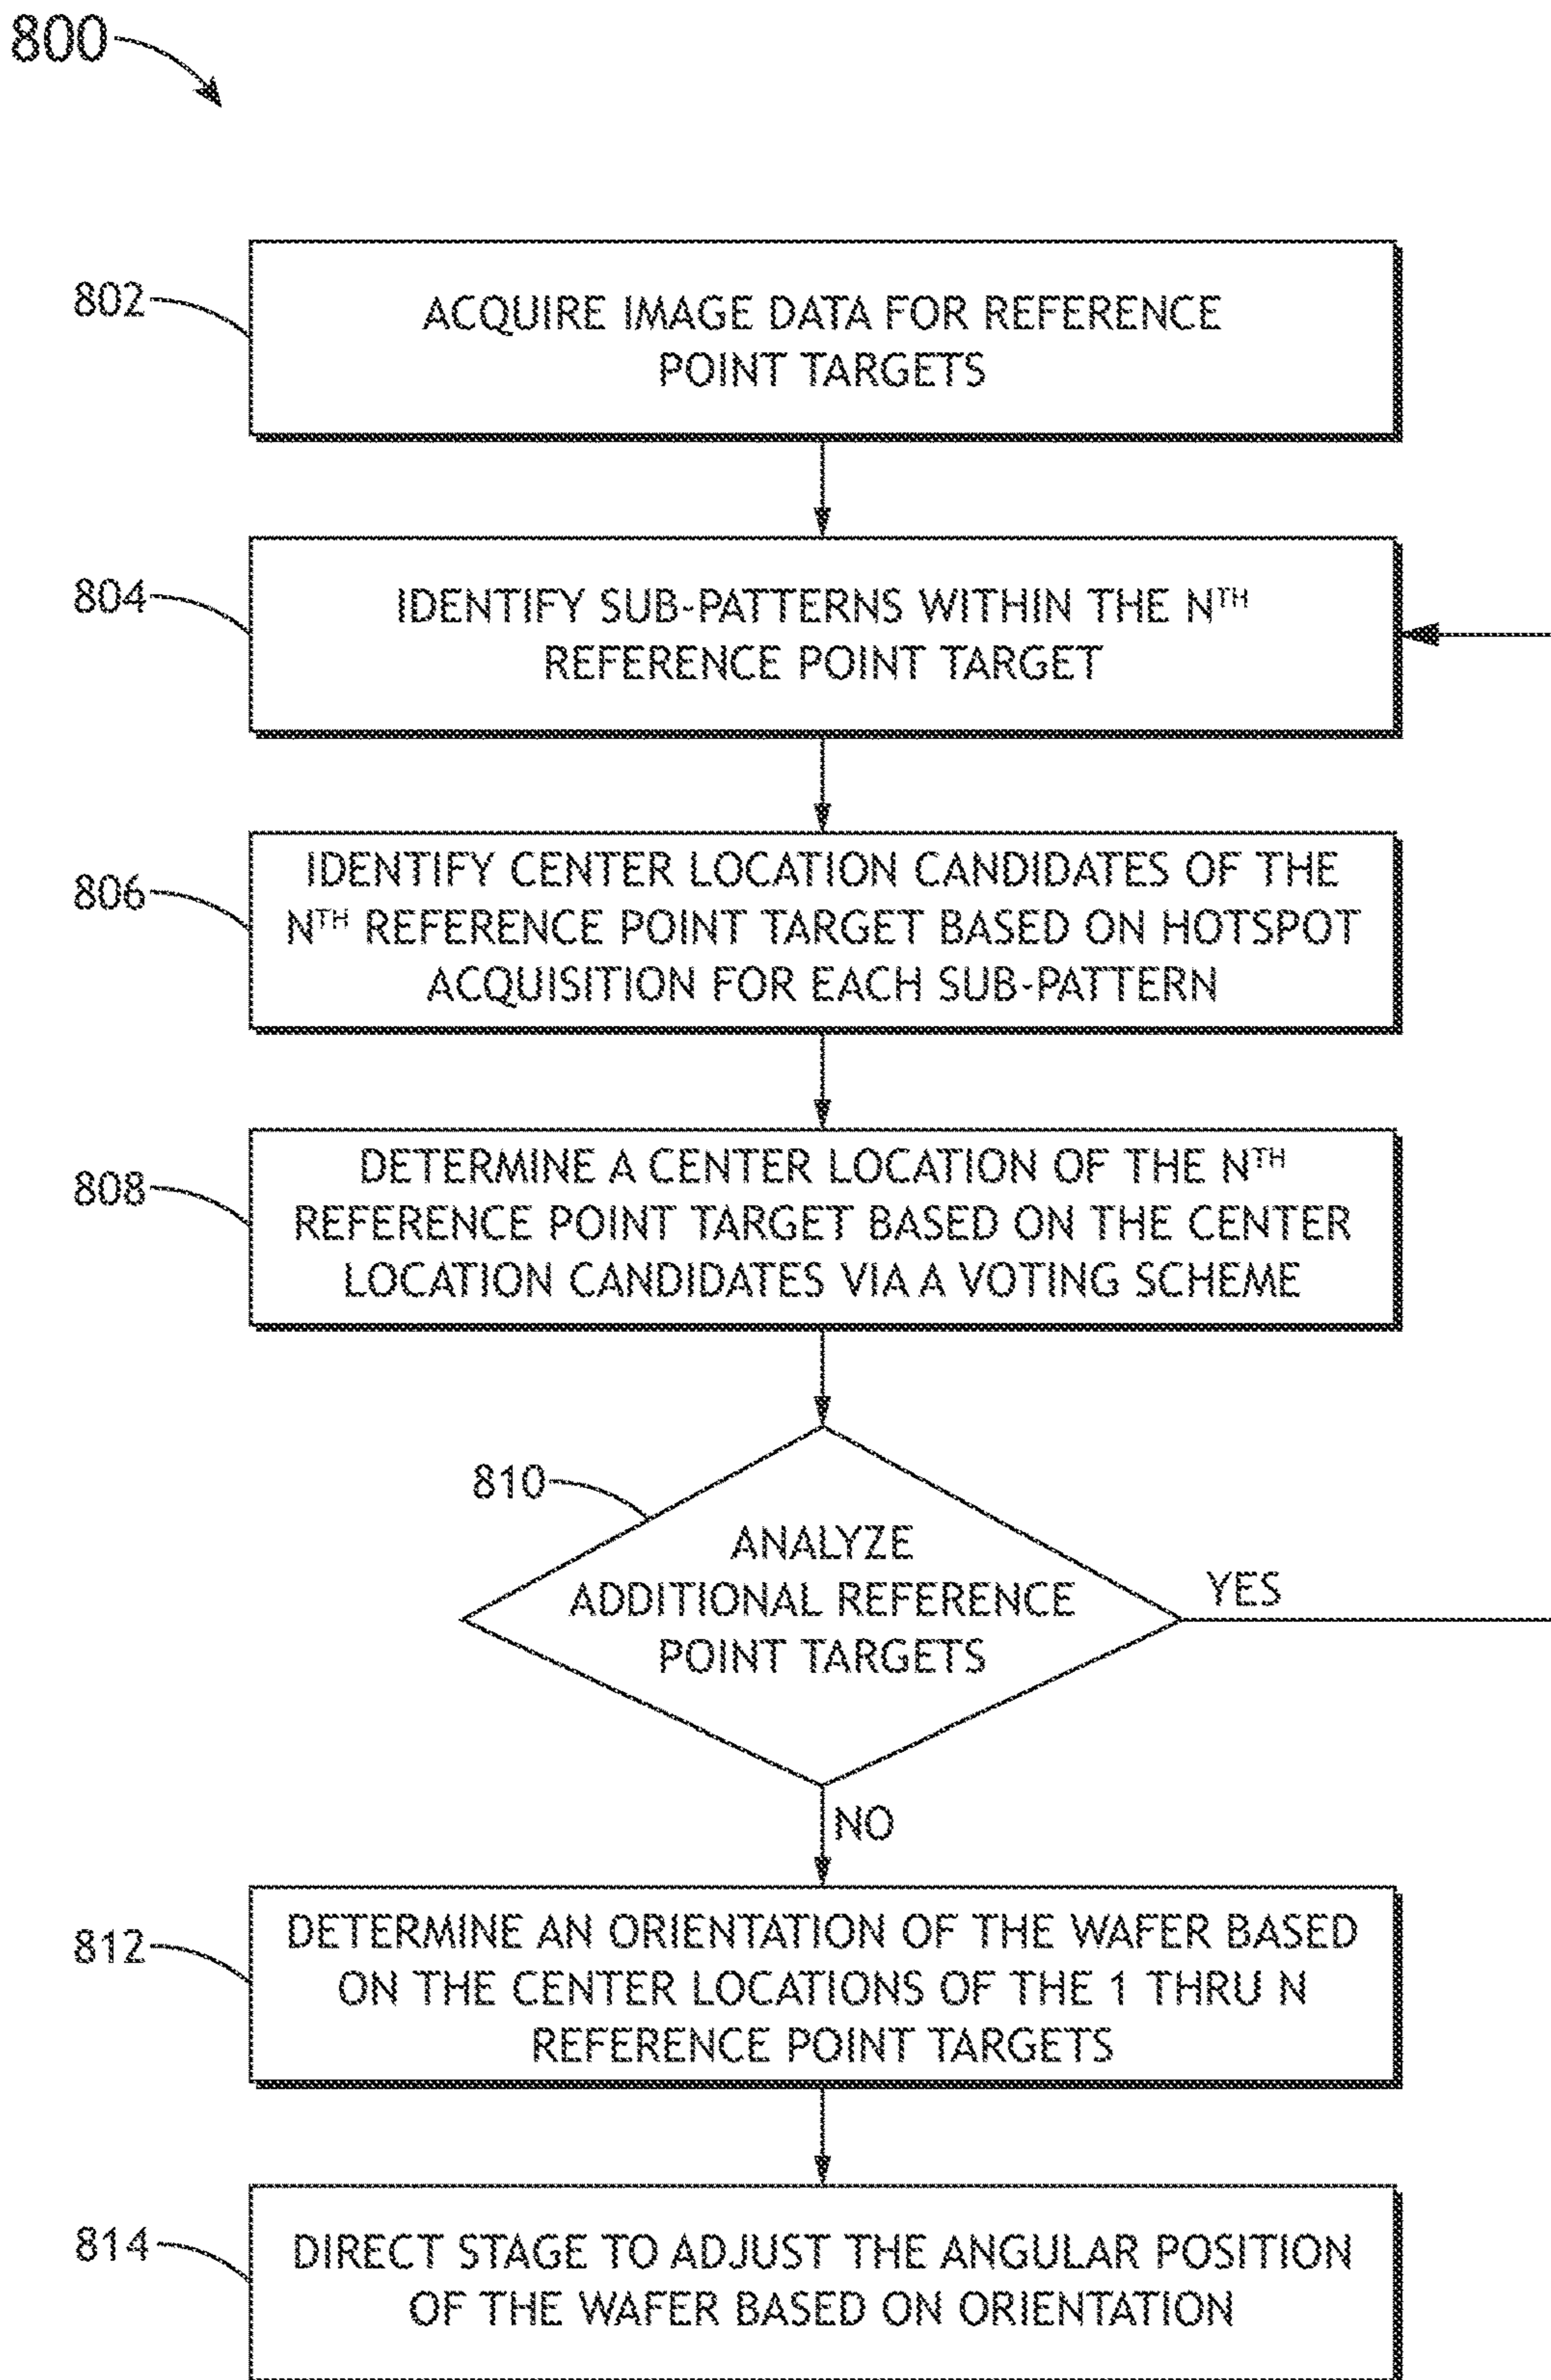 800
802
ACQUIRE IMAGE DATA FOR REFERENCE
POINT TARGETS
804
IDENTIFY SUB-PATTERNS WITHIN THE Nᵀᴴ
REFERENCE POINT TARGET
806
IDENTIFY CENTER LOCATION CANDIDATES OF THE
Nᵀᴴ REFERENCE POINT TARGET BASED ON HOTSPOT
ACQUISITION FOR EACH SUB-PATTERN
808
DETERMINE A CENTER LOCATION OF THE Nᵀᴴ
REFERENCE POINT TARGET BASED ON THE CENTER
LOCATION CANDIDATES VIA A VOTING SCHEME
810
ANALYZE
ADDITIONAL REFERENCE
POINT TARGETS
YES
NO
812
DETERMINE AN ORIENTATION OF THE WAFER BASED
ON THE CENTER LOCATIONS OF THE 1 THRU N
REFERENCE POINT TARGETS
814
DIRECT STAGE TO ADJUST THE ANGULAR POSITION
OF THE WAFER BASED ON ORIENTATION